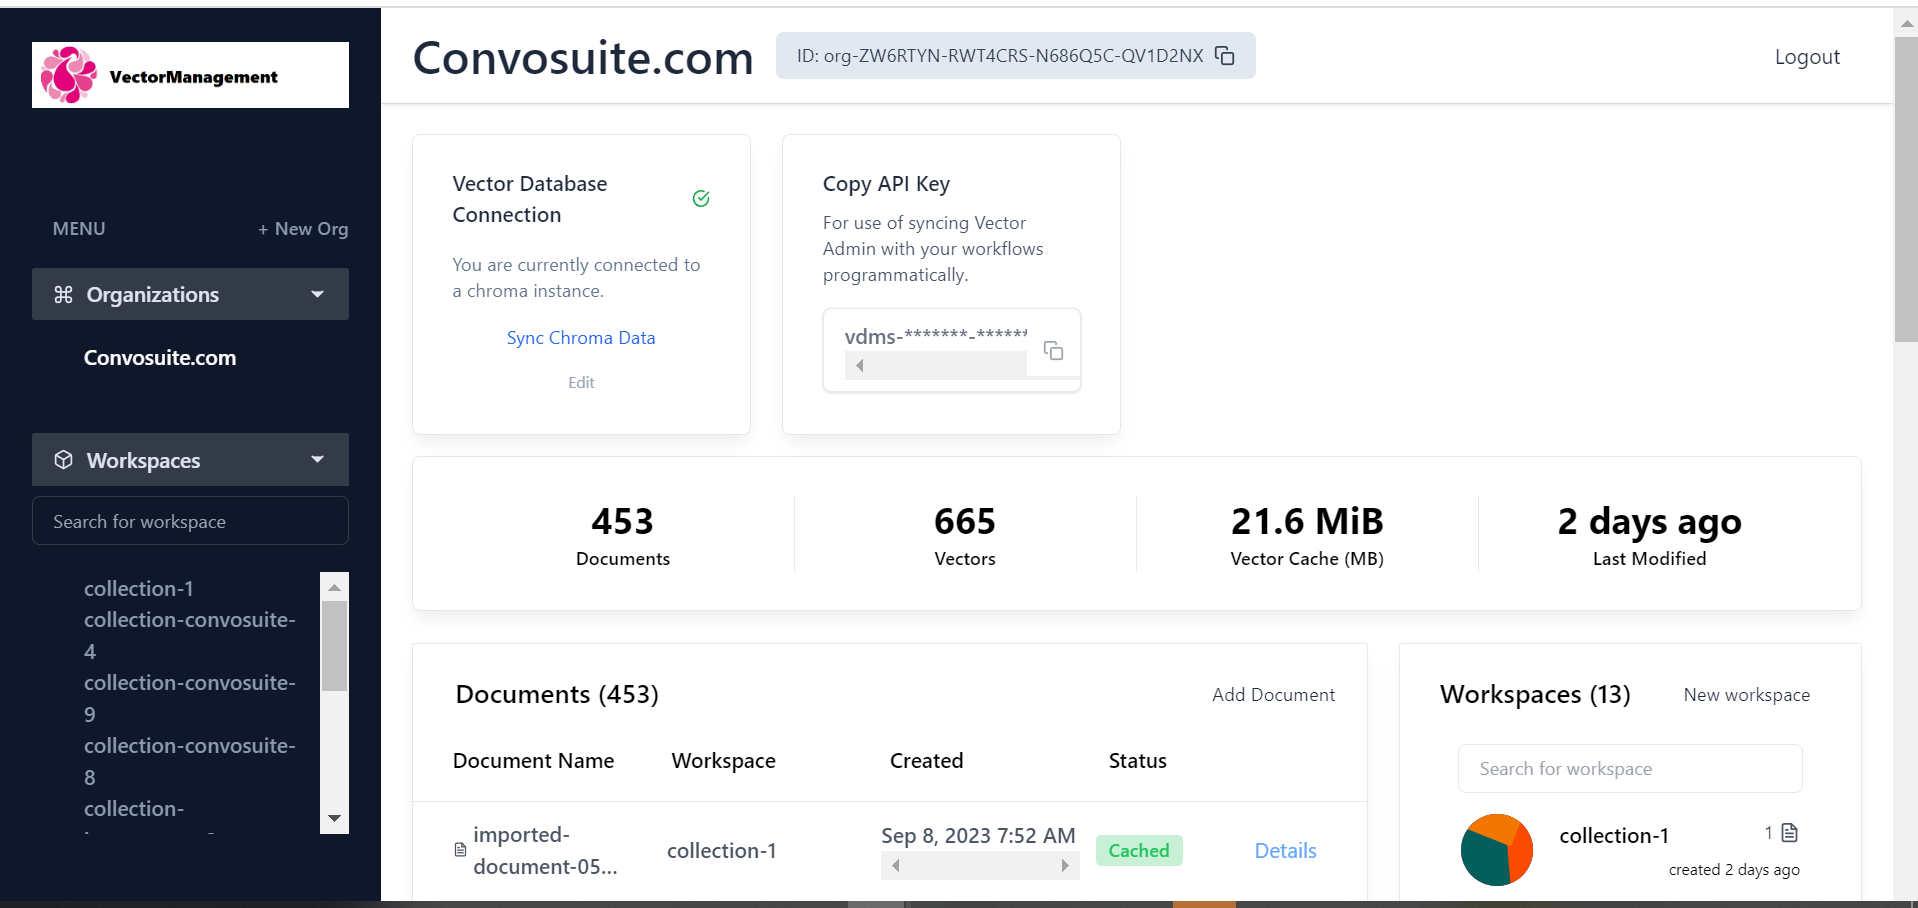 VectorManagement
MENU
+ New Org
Organizations
Convosuite.com
Workspaces
Search for workspace
collection-1
collection-convosuite-
4
collection-convosuite-
9
collection-convosuite-
8
collection-
Convosuite.com
ID: org-ZW6RTYN-RWT4CRS-N686Q5C-QV1D2NX
Logout
Vector Database
Connection
You are currently connected to
a chroma instance.
Sync Chroma Data
Edit
Copy API Key
For use of syncing Vector
Admin with your workflows
programmatically.
vdms-*******-******
453
Documents
665
Vectors
21.6 MiB
Vector Cache (MB)
2 days ago
Last Modified
Documents (453)
Add Document
Document Name
Workspace
Created
Status
imported-
document-05...
collection-1
Sep 8, 2023 7:52 AM
Cached
Details
Workspaces (13)
New workspace
Search for workspace
collection-1
1
created 2 days ago